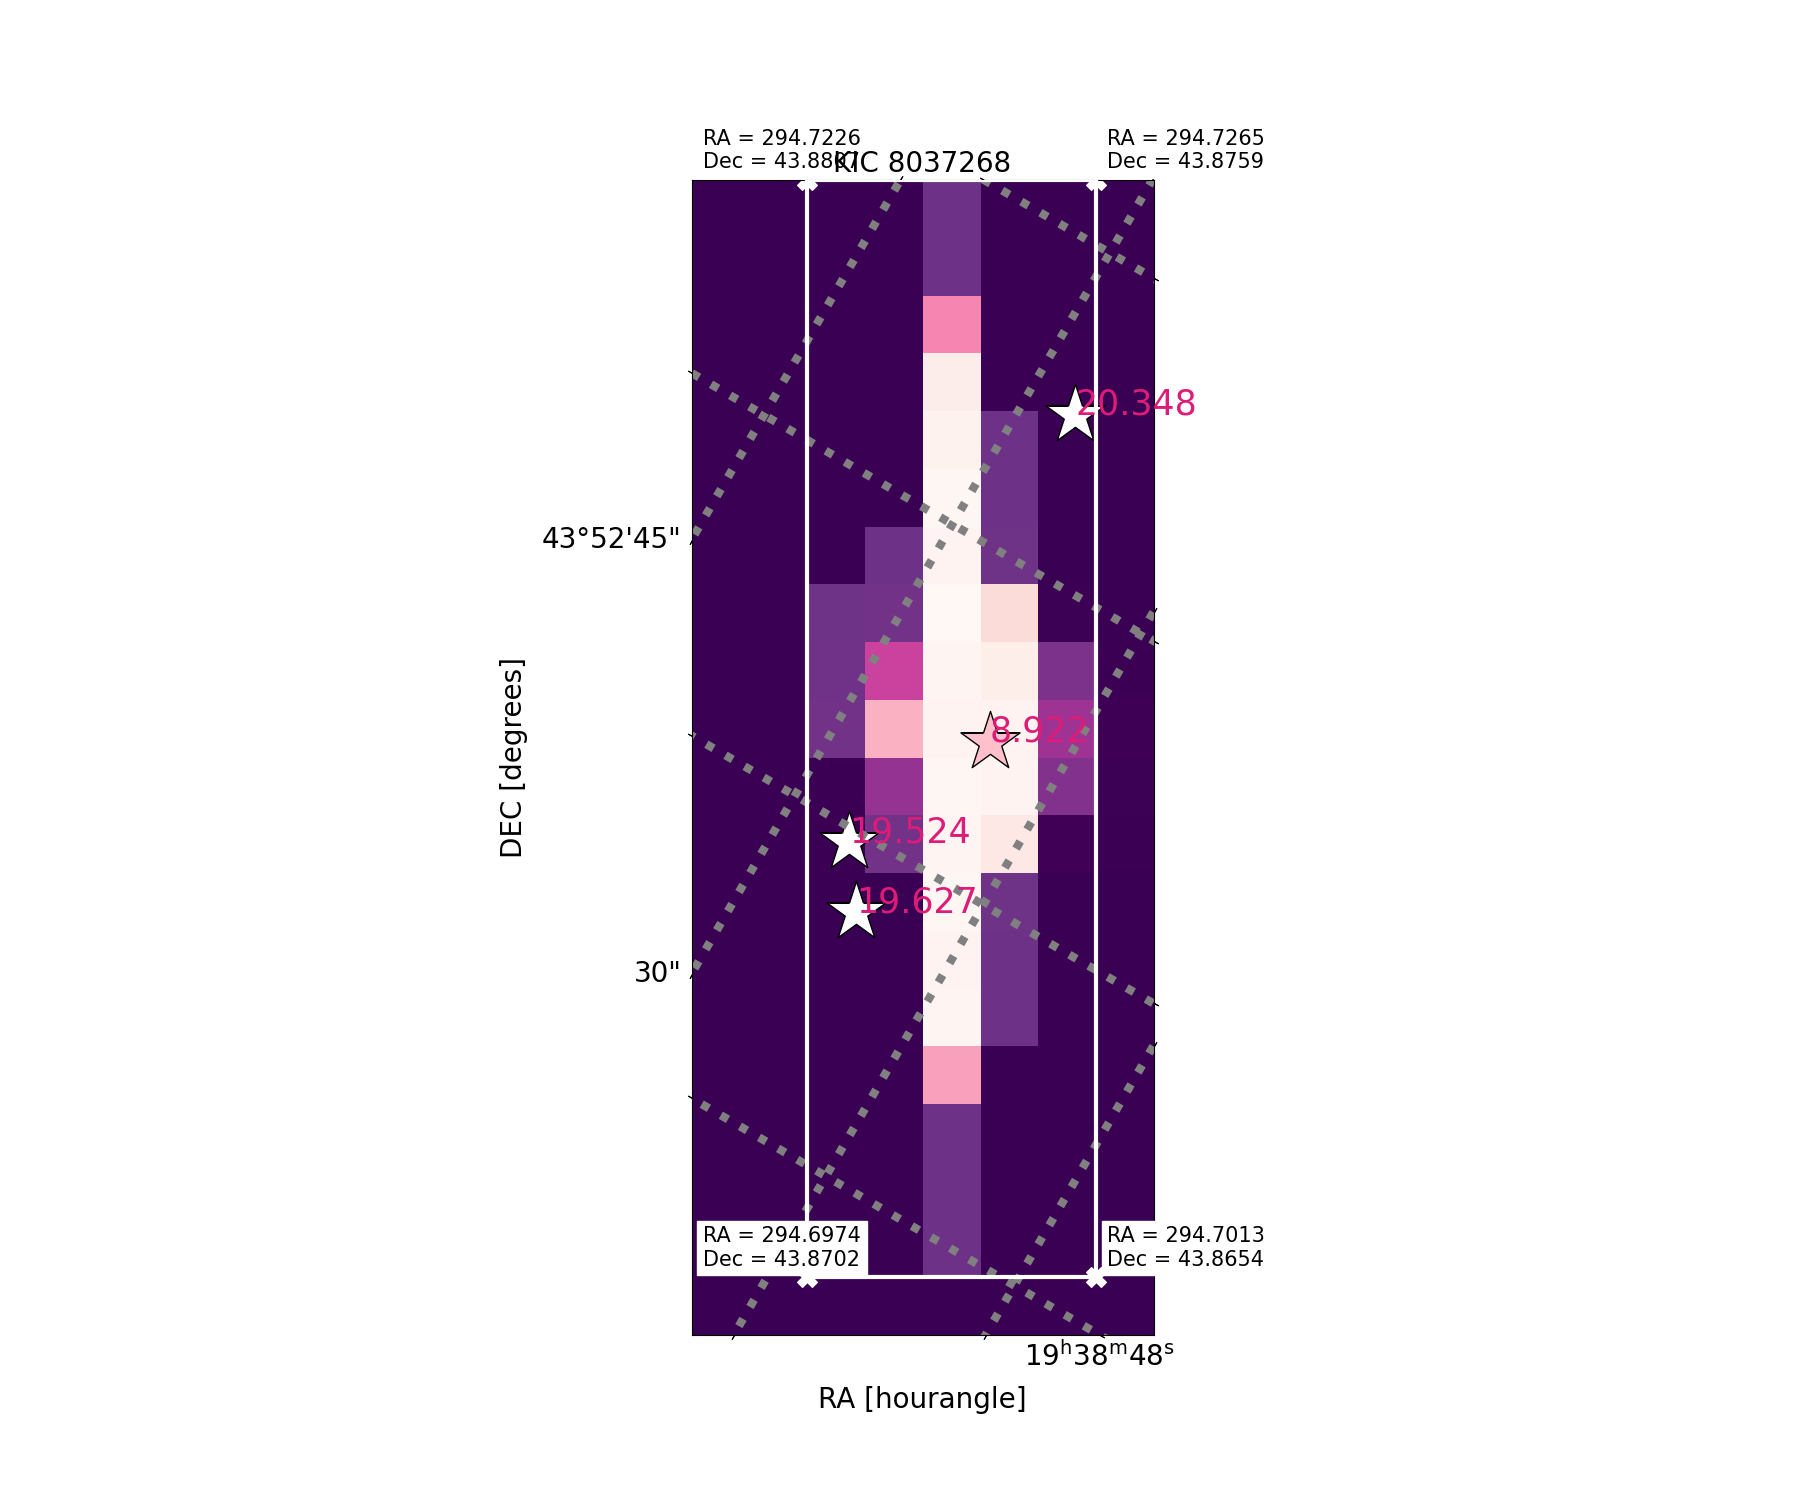 RA = 294.7226
Dec = 43.8807
RA = 294.7265
Dec = 43.8759
KIC 8037268
20.348
43°52'45"
8.922
19.524
19.627
DEC [degrees]
30"
RA = 294.6974
Dec = 43.8702
RA = 294.7013
Dec = 43.8654
19h38m48s
RA [hourangle]